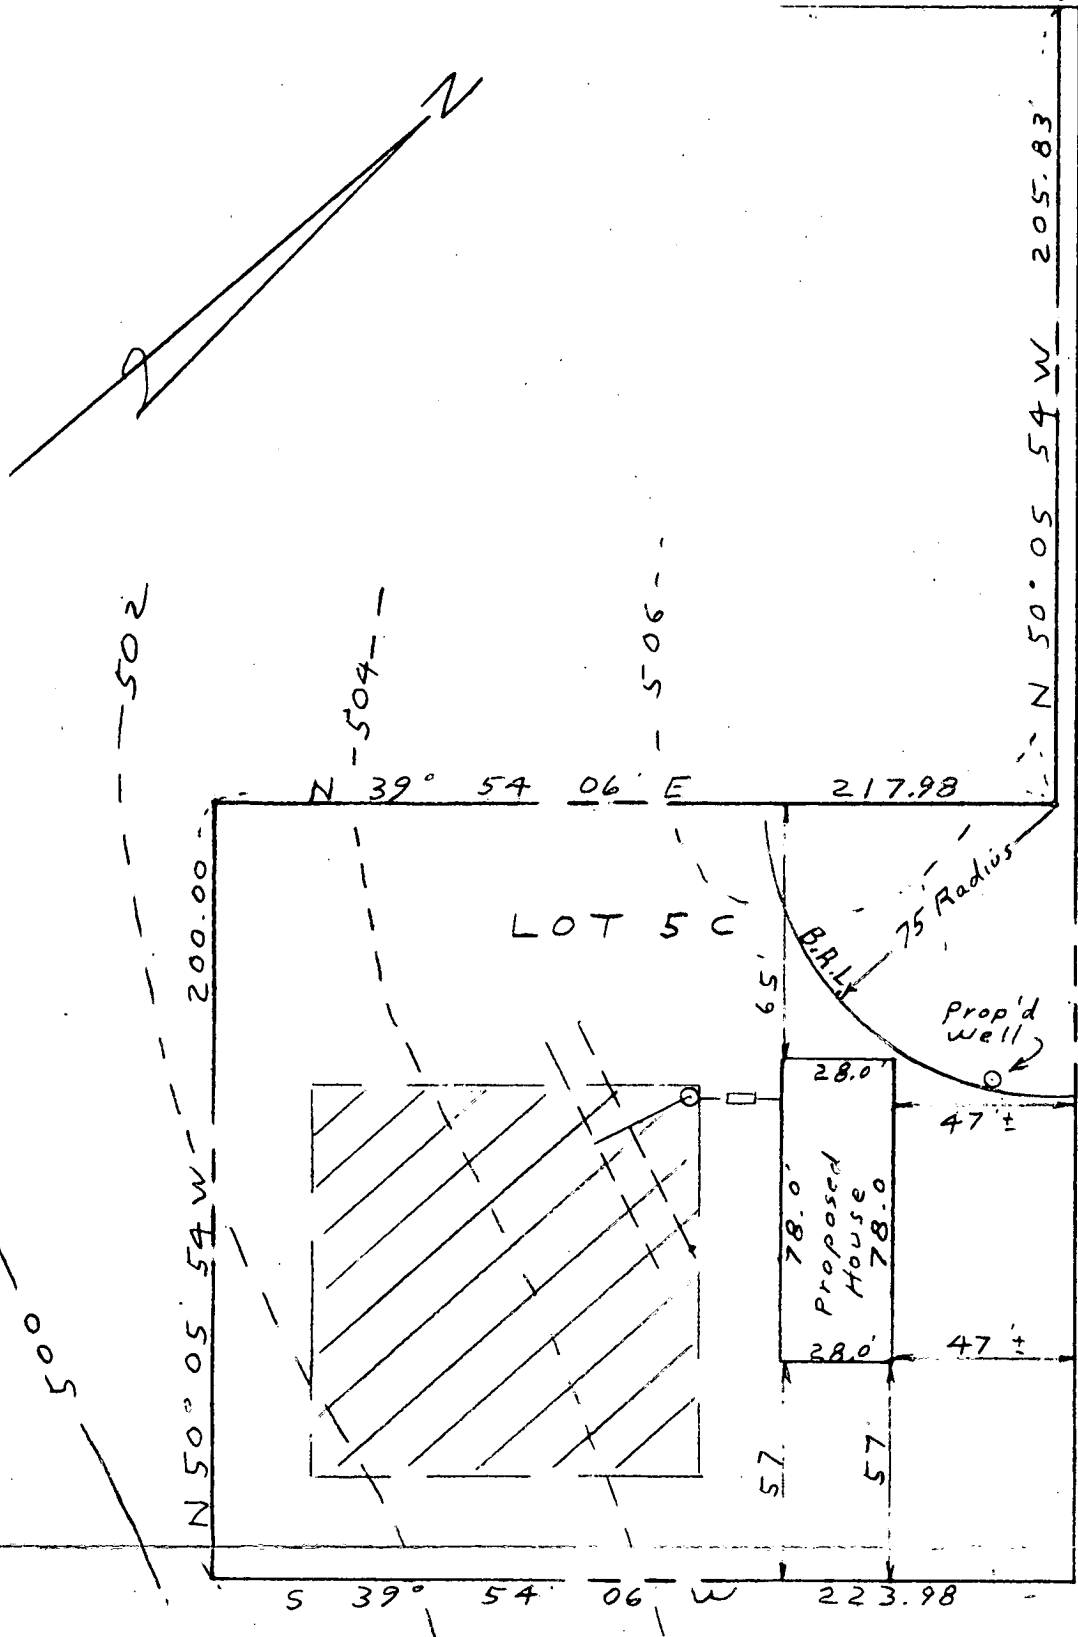 N
205.83'
N 50° 05 54 W
502
504
506
N 39° 54 06' E 217.98
200.00
N 50° 05 54 W
LOT 5 C
75' Radius
B.R.L.
65'
Prop'd
Well
28.0'
47'±
78.0'
Proposed
House
78.0
28.0'
47'±
57
57
500
S 39° 54' 06 W 223.98